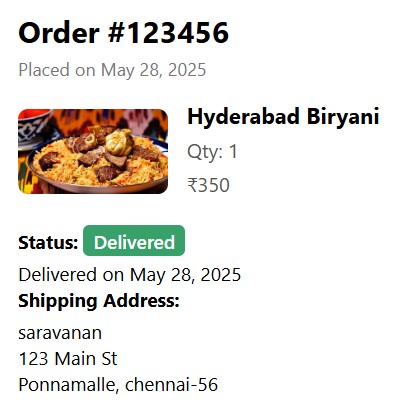 Order #123456
Placed on May 28, 2025
Hyderabad Biryani
Qty: 1
₹350
Status: Delivered
Delivered on May 28, 2025
Shipping Address:
saravanan
123 Main St
Ponnamalle, chennai-56